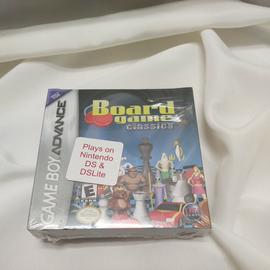 GAME BOY ADVANCE
Board
game
classics
Plays on
Nintendo
DS &
DSLite
E